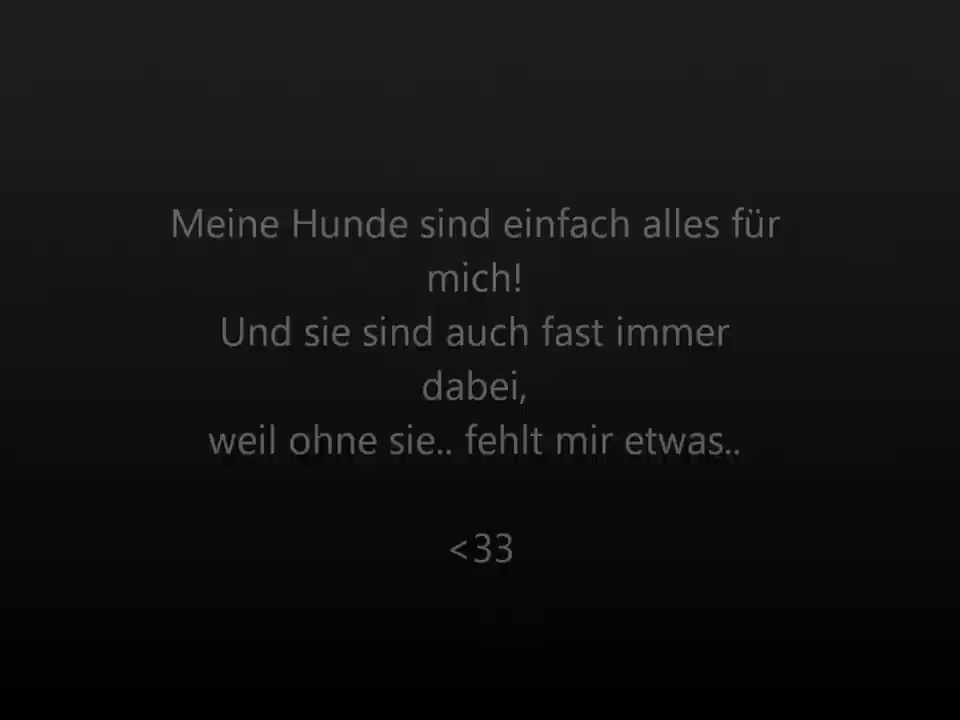 Meine Hunde sind einfach alles für
mich!
Und sie sind auch fast immer
dabei,
weil ohne sie.. fehlt mir etwas..
<33